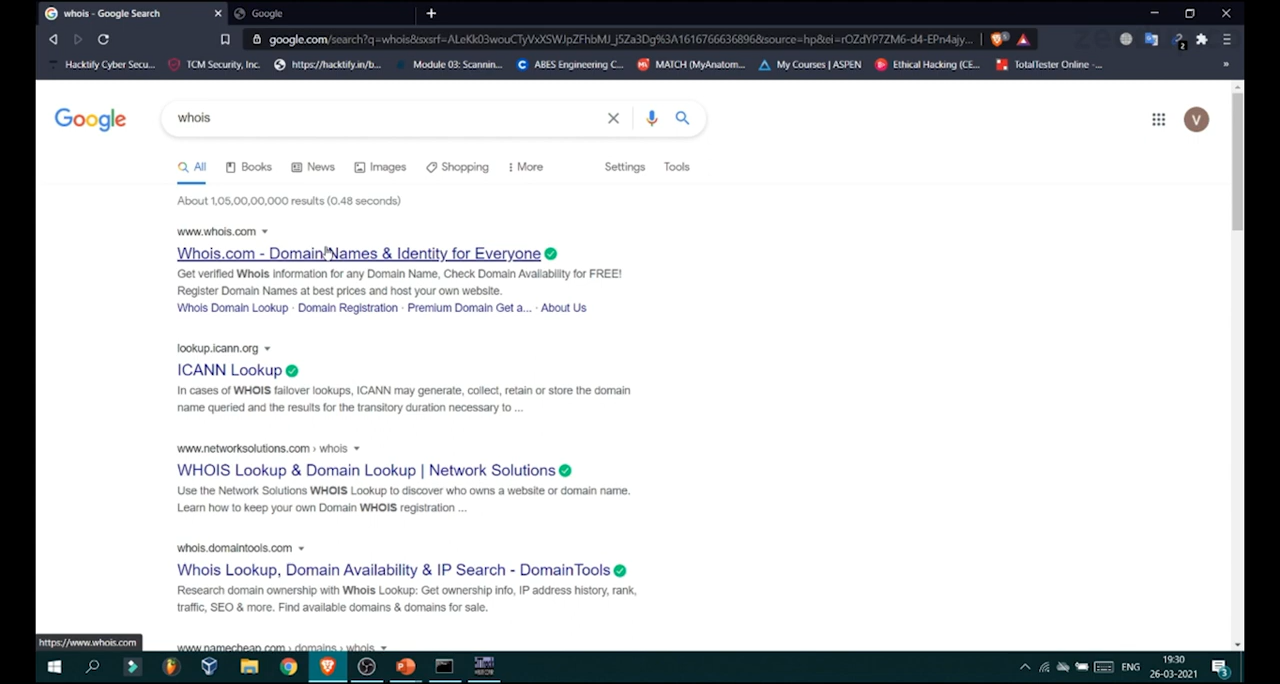 whois - Google Search
Google
google.com/search?q=whois&sxsrf=ALeKk03wouCTyVxXSWJpZFhbMJ_j5Za3Dg%3A1616766636896&source=hp&ei=rOZdYP7ZM6-d4-EPn4ajy...
2
Hacktify Cyber Secu...
TCM Security, Inc.
https://hacktify.in/b...
Module 03: Scannin...
ABES Engineering C...
MATCH (MyAnatom...
My Courses | ASPEN
Ethical Hacking (CE...
TotalTester Online -...
»
Google
whois
V
All
Books
News
Images
Shopping
More
Settings
Tools
About 1,05,00,00,000 results (0.48 seconds)
www.whois.com
Whois.com - Domain Names & Identity for Everyone
Get verified Whois information for any Domain Name, Check Domain Availability for FREE!
Register Domain Names at best prices and host your own website.
Whois Domain Lookup · Domain Registration · Premium Domain Get a... · About Us
lookup.icann.org
ICANN Lookup
In cases of WHOIS failover lookups, ICANN may generate, collect, retain or store the domain
name queried and the results for the transitory duration necessary to ...
www.networksolutions.com › whois
WHOIS Lookup & Domain Lookup | Network Solutions
Use the Network Solutions WHOIS Lookup to discover who owns a website or domain name.
Learn how to keep your own Domain WHOIS registration ...
whois.domaintools.com
Whois Lookup, Domain Availability & IP Search - DomainTools
Research domain ownership with Whois Lookup: Get ownership info, IP address history, rank,
traffic, SEO & more. Find available domains & domains for sale.
www.namecheap.com › domains › whois
https://www.whois.com
ENG
19:30
26-03-2021
3